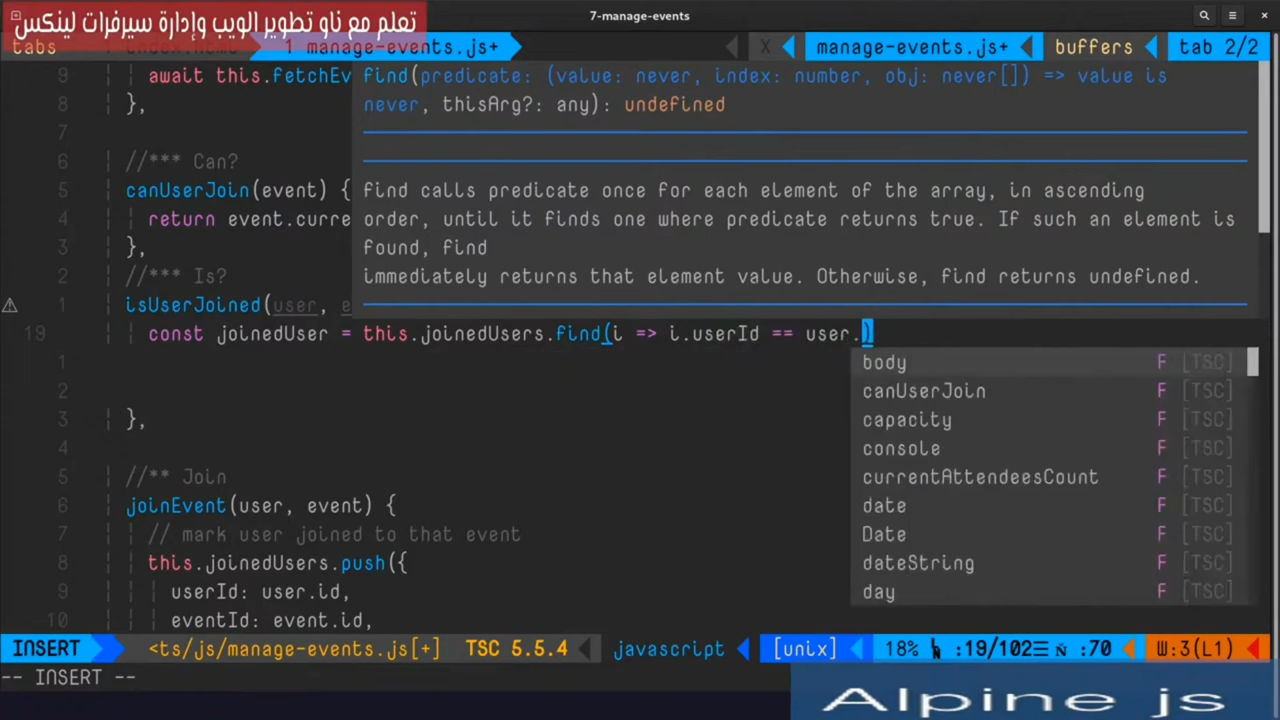 7-manage-events
تعلم مع ناو تطوير الويب وإدارة سيرفرات لينكس
tabs index.html 1 manage-events.js+ X manage-events.js+ buffers tab 2/2
9 await this.fetchEv
8 },
7
6 //*** Can?
5 canUserJoin(event) {
4 return event.curre
3 },
2 //*** Is?
1 isUserJoined(user, e
19 const joinedUser = this.joinedUsers.find(i => i.userId == user.)
1
2
3 },
4
5 //** Join
6 joinEvent(user, event) {
7 // mark user joined to that event
8 this.joinedUsers.push({
9 userId: user.id,
10 eventId: event.id,
find(predicate: (value: never, index: number, obj: never[]) => value is
never, thisArg?: any): undefined
find calls predicate once for each element of the array, in ascending
order, until it finds one where predicate returns true. If such an element is
found, find
immediately returns that element value. Otherwise, find returns undefined.
body F [TSC]
canUserJoin F [TSC]
capacity F [TSC]
console F [TSC]
currentAttendeesCount F [TSC]
date F [TSC]
Date F [TSC]
dateString F [TSC]
day F [TSC]
INSERT <ts/js/manage-events.js[+] TSC 5.5.4 javascript [unix] 18% :19/102☰ :70 W:3(L1)
-- INSERT --
Alpine js